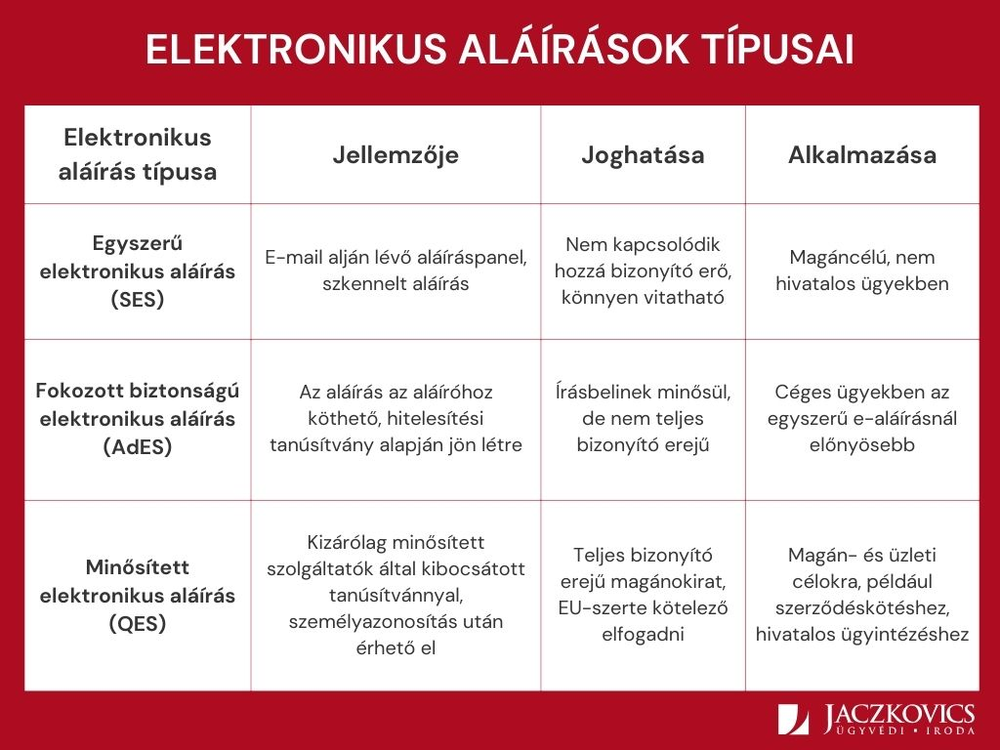 ELEKTRONIKUS ALÁÍRÁSOK TÍPUSAI
Elektronikus
aláírás típusa
Jellemzője
Joghatása
Alkalmazása
Egyszerű
elektronikus aláírás
(SES)
E-mail alján lévő aláíráspanel,
szkennelt aláírás
Nem kapcsolódik
hozzá bizonyító erő,
könnyen vitatható
Magáncélú, nem
hivatalos ügyekben
Fokozott biztonságú
elektronikus aláírás
(AdES)
Az aláírás az aláíróhoz
köthető, hitelesítési
tanúsítvány alapján jön létre
Írásbelinek minősül,
de nem teljes
bizonyító erejű
Céges ügyekben az
egyszerű e-aláírásnál
előnyösebb
Minősített
elektronikus aláírás
(QES)
Kizárólag minősített
szolgáltatók által kibocsátott
tanúsítvánnyal,
személyazonosítás után
érhető el
Teljes bizonyító
erejű magánokirat,
EU-szerte kötelező
elfogadni
Magán- és üzleti
célokra, például
szerződéskötéshez,
hivatalos ügyintézéshez
JACZKOVICS
ÜGYVÉDI • IRODA